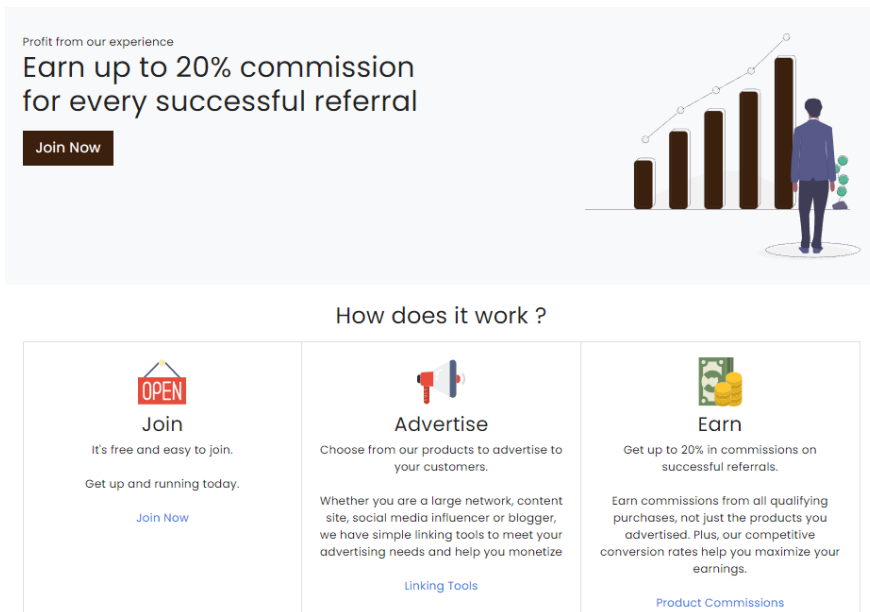 Profit from our experience
Earn up to 20% commission
for every successful referral
Join Now
How does it work ?
OPEN
Join
It's free and easy to join.
Get up and running today.
Join Now
Advertise
Choose from our products to advertise to
your customers.
Whether you are a large network, content
site, social media influencer or blogger,
we have simple linking tools to meet your
advertising needs and help you monetize
Linking Tools
Earn
Get up to 20% in commissions on
successful referrals.
Earn commissions from all qualifying
purchases, not just the products you
advertised. Plus, our competitive
conversion rates help you maximize your
earnings.
Product Commissions